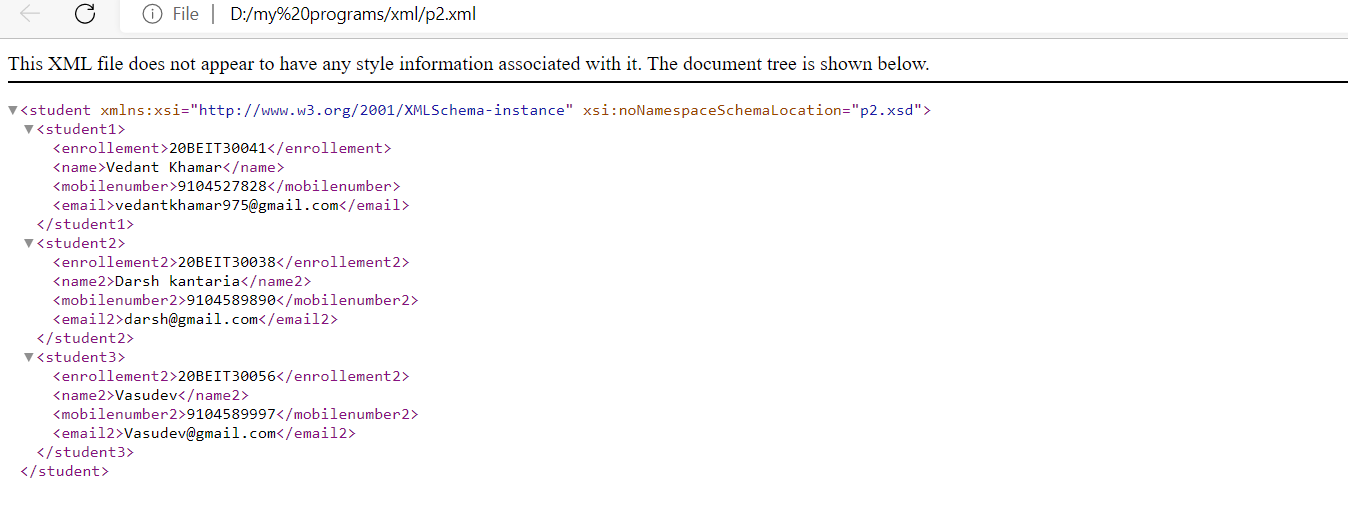 File | D:/my%20programs/xml/p2.xml
This XML file does not appear to have any style information associated with it. The document tree is shown below.
▼<student xmlns:xsi="http://www.w3.org/2001/XMLSchema-instance" xsi:noNamespaceSchemaLocation="p2.xsd">
▼<student1>
<enrollement>20BEIT30041</enrollement>
<name>Vedant Khamar</name>
<mobilenumber>9104527828</mobilenumber>
<email>vedantkhamar975@gmail.com</email>
</student1>
▼<student2>
<enrollement2>20BEIT30038</enrollement2>
<name2>Darsh kantaria</name2>
<mobilenumber2>9104589890</mobilenumber2>
<email2>darsh@gmail.com</email2>
</student2>
▼<student3>
<enrollement2>20BEIT30056</enrollement2>
<name2>Vasudev</name2>
<mobilenumber2>9104589997</mobilenumber2>
<email2>Vasudev@gmail.com</email2>
</student3>
</student>